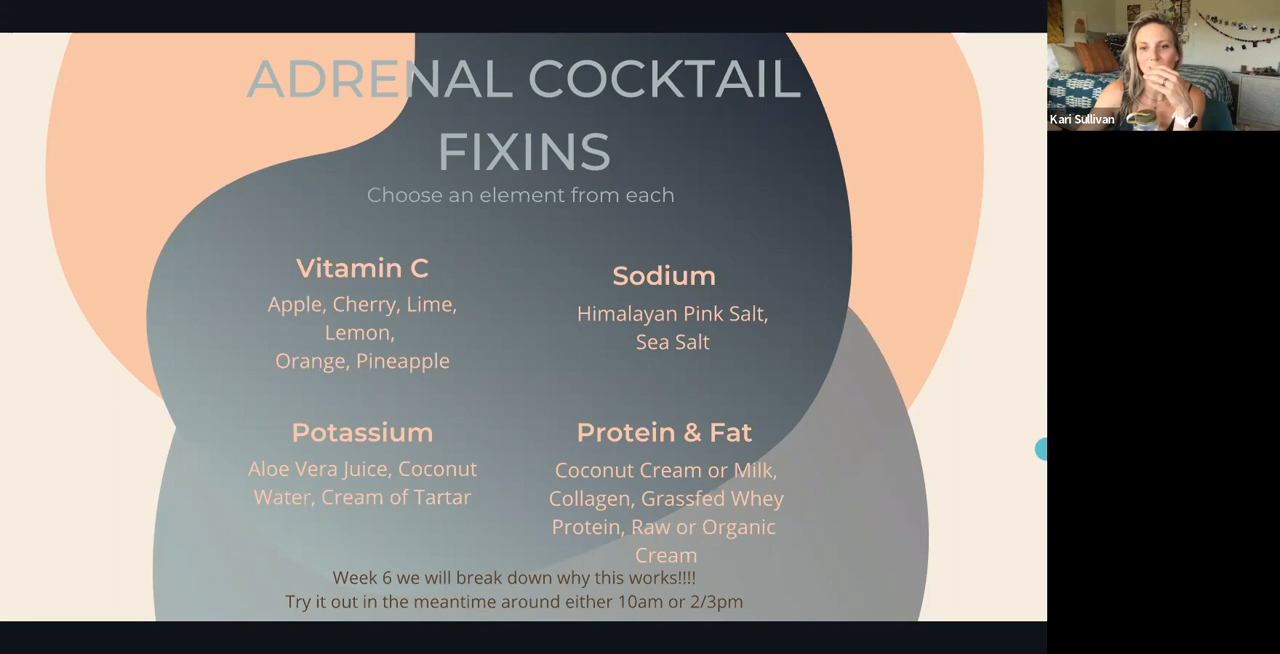 ADRENAL COCKTAIL
FIXINS
Choose an element from each
Vitamin C
Apple, Cherry, Lime,
Lemon,
Orange, Pineapple
Sodium
Himalayan Pink Salt,
Sea Salt
Potassium
Aloe Vera Juice, Coconut
Water, Cream of Tartar
Protein & Fat
Coconut Cream or Milk,
Collagen, Grassfed Whey
Protein, Raw or Organic
Cream
Week 6 we will break down why this works!!!!
Try it out in the meantime around either 10am or 2/3pm
Kari Sullivan